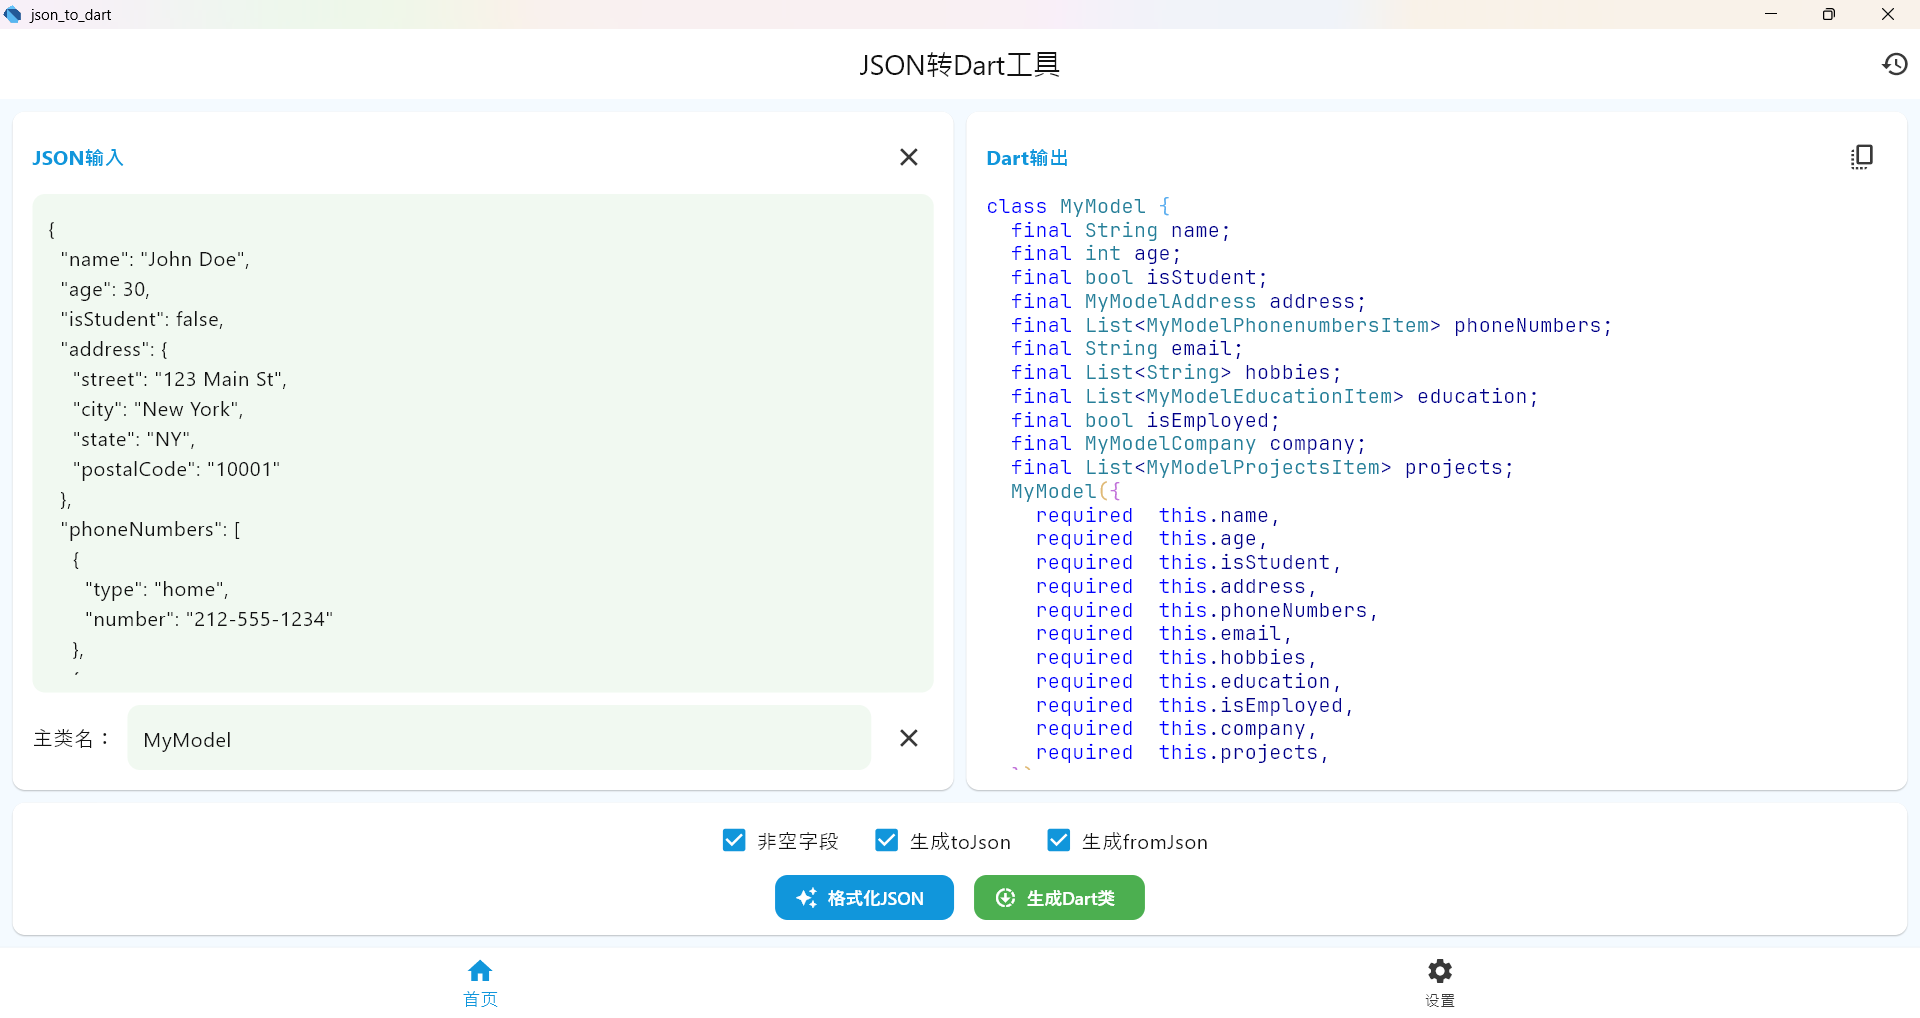 json_to_dart
JSON转Dart工具
JSON输入
{
"name": "John Doe",
"age": 30,
"isStudent": false,
"address": {
"street": "123 Main St",
"city": "New York",
"state": "NY",
"postalCode": "10001"
},
"phoneNumbers": [
{
"type": "home",
"number": "212-555-1234"
},
主类名：
MyModel
Dart输出
class MyModel {
final String name;
final int age;
final bool isStudent;
final MyModelAddress address;
final List<MyModelPhonenumbersItem> phoneNumbers;
final String email;
final List<String> hobbies;
final List<MyModelEducationItem> education;
final bool isEmployed;
final MyModelCompany company;
final List<MyModelProjectsItem> projects;
MyModel({
required  this.name,
required  this.age,
required  this.isStudent,
required  this.address,
required  this.phoneNumbers,
required  this.email,
required  this.hobbies,
required  this.education,
required  this.isEmployed,
required  this.company,
required  this.projects,
非空字段
生成toJson
生成fromJson
格式化JSON
生成Dart类
首页
设置